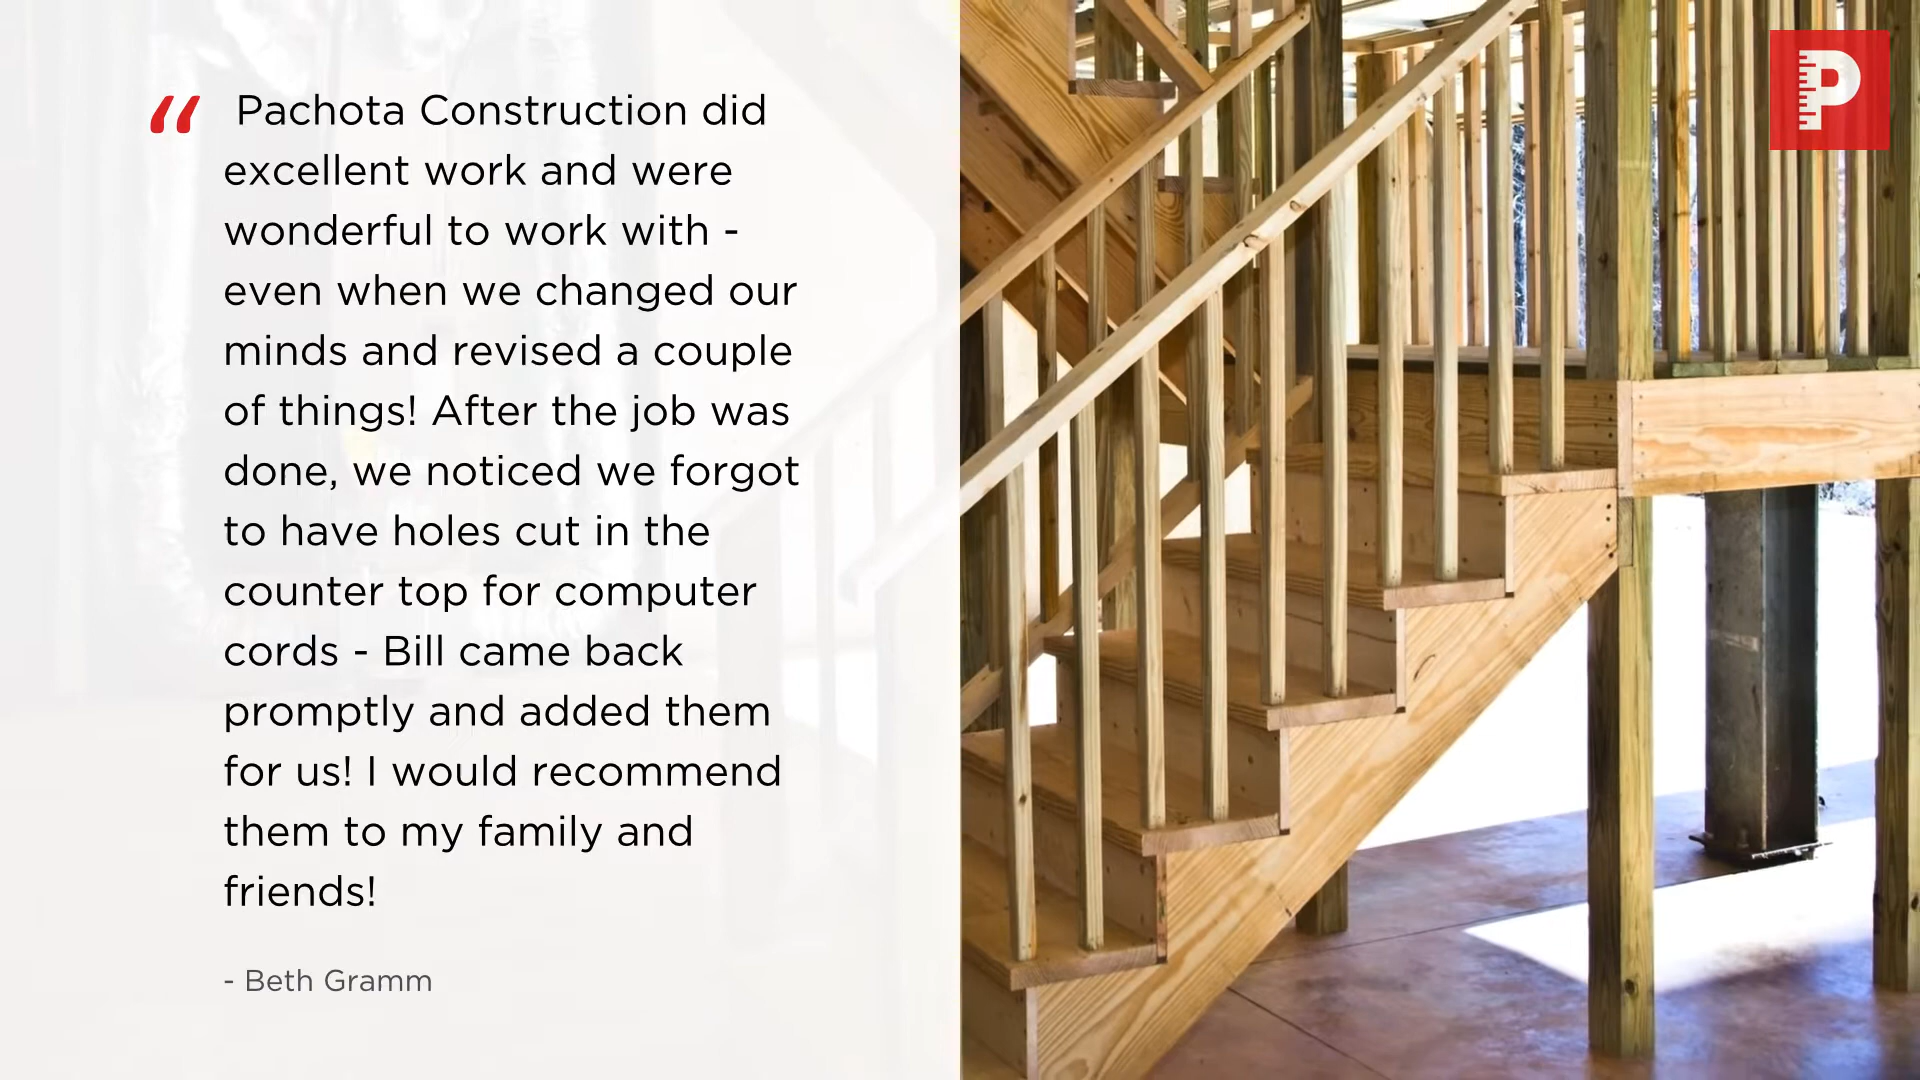 “ Pachota Construction did
excellent work and were
wonderful to work with -
even when we changed our
minds and revised a couple
of things! After the job was
done, we noticed we forgot
to have holes cut in the
counter top for computer
cords - Bill came back
promptly and added them
for us! I would recommend
them to my family and
friends!
- Beth Gramm
P